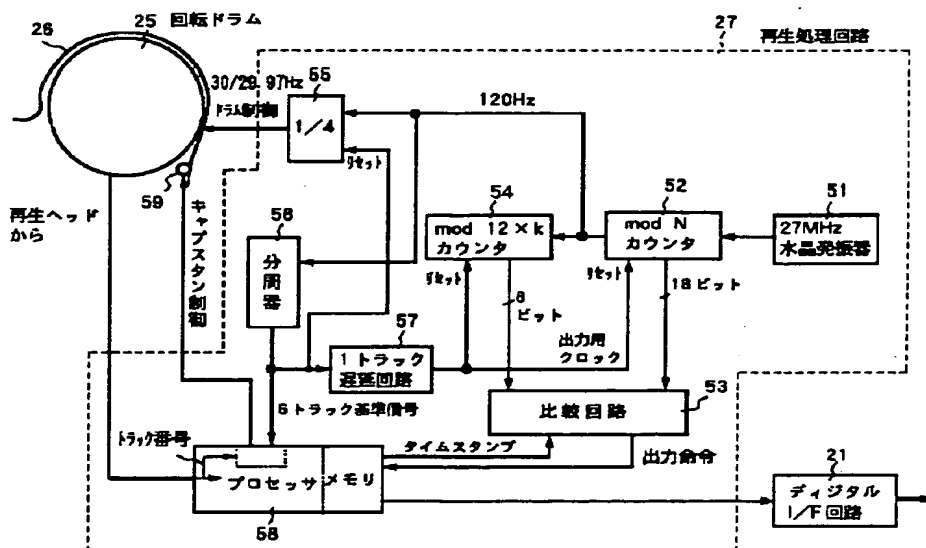 26
25
回転ドラム
27
再生処理回路
30/29.97Hz
ドラム制御
55
1/4
リセット
120Hz
59
再生ヘッド
から
キャプスタン制御
56
分周器
54
mod 12×k
カウンタ
リセット
52
mod N
カウンタ
リセット
51
27MHz
水晶発振器
8
ビット
18ビット
57
1トラック
遅延回路
出力用
クロック
6トラック基準信号
53
比較回路
トラック番号
タイムスタンプ
出力命令
プロセッサ
メモリ
58
21
ディジタル
I/F回路